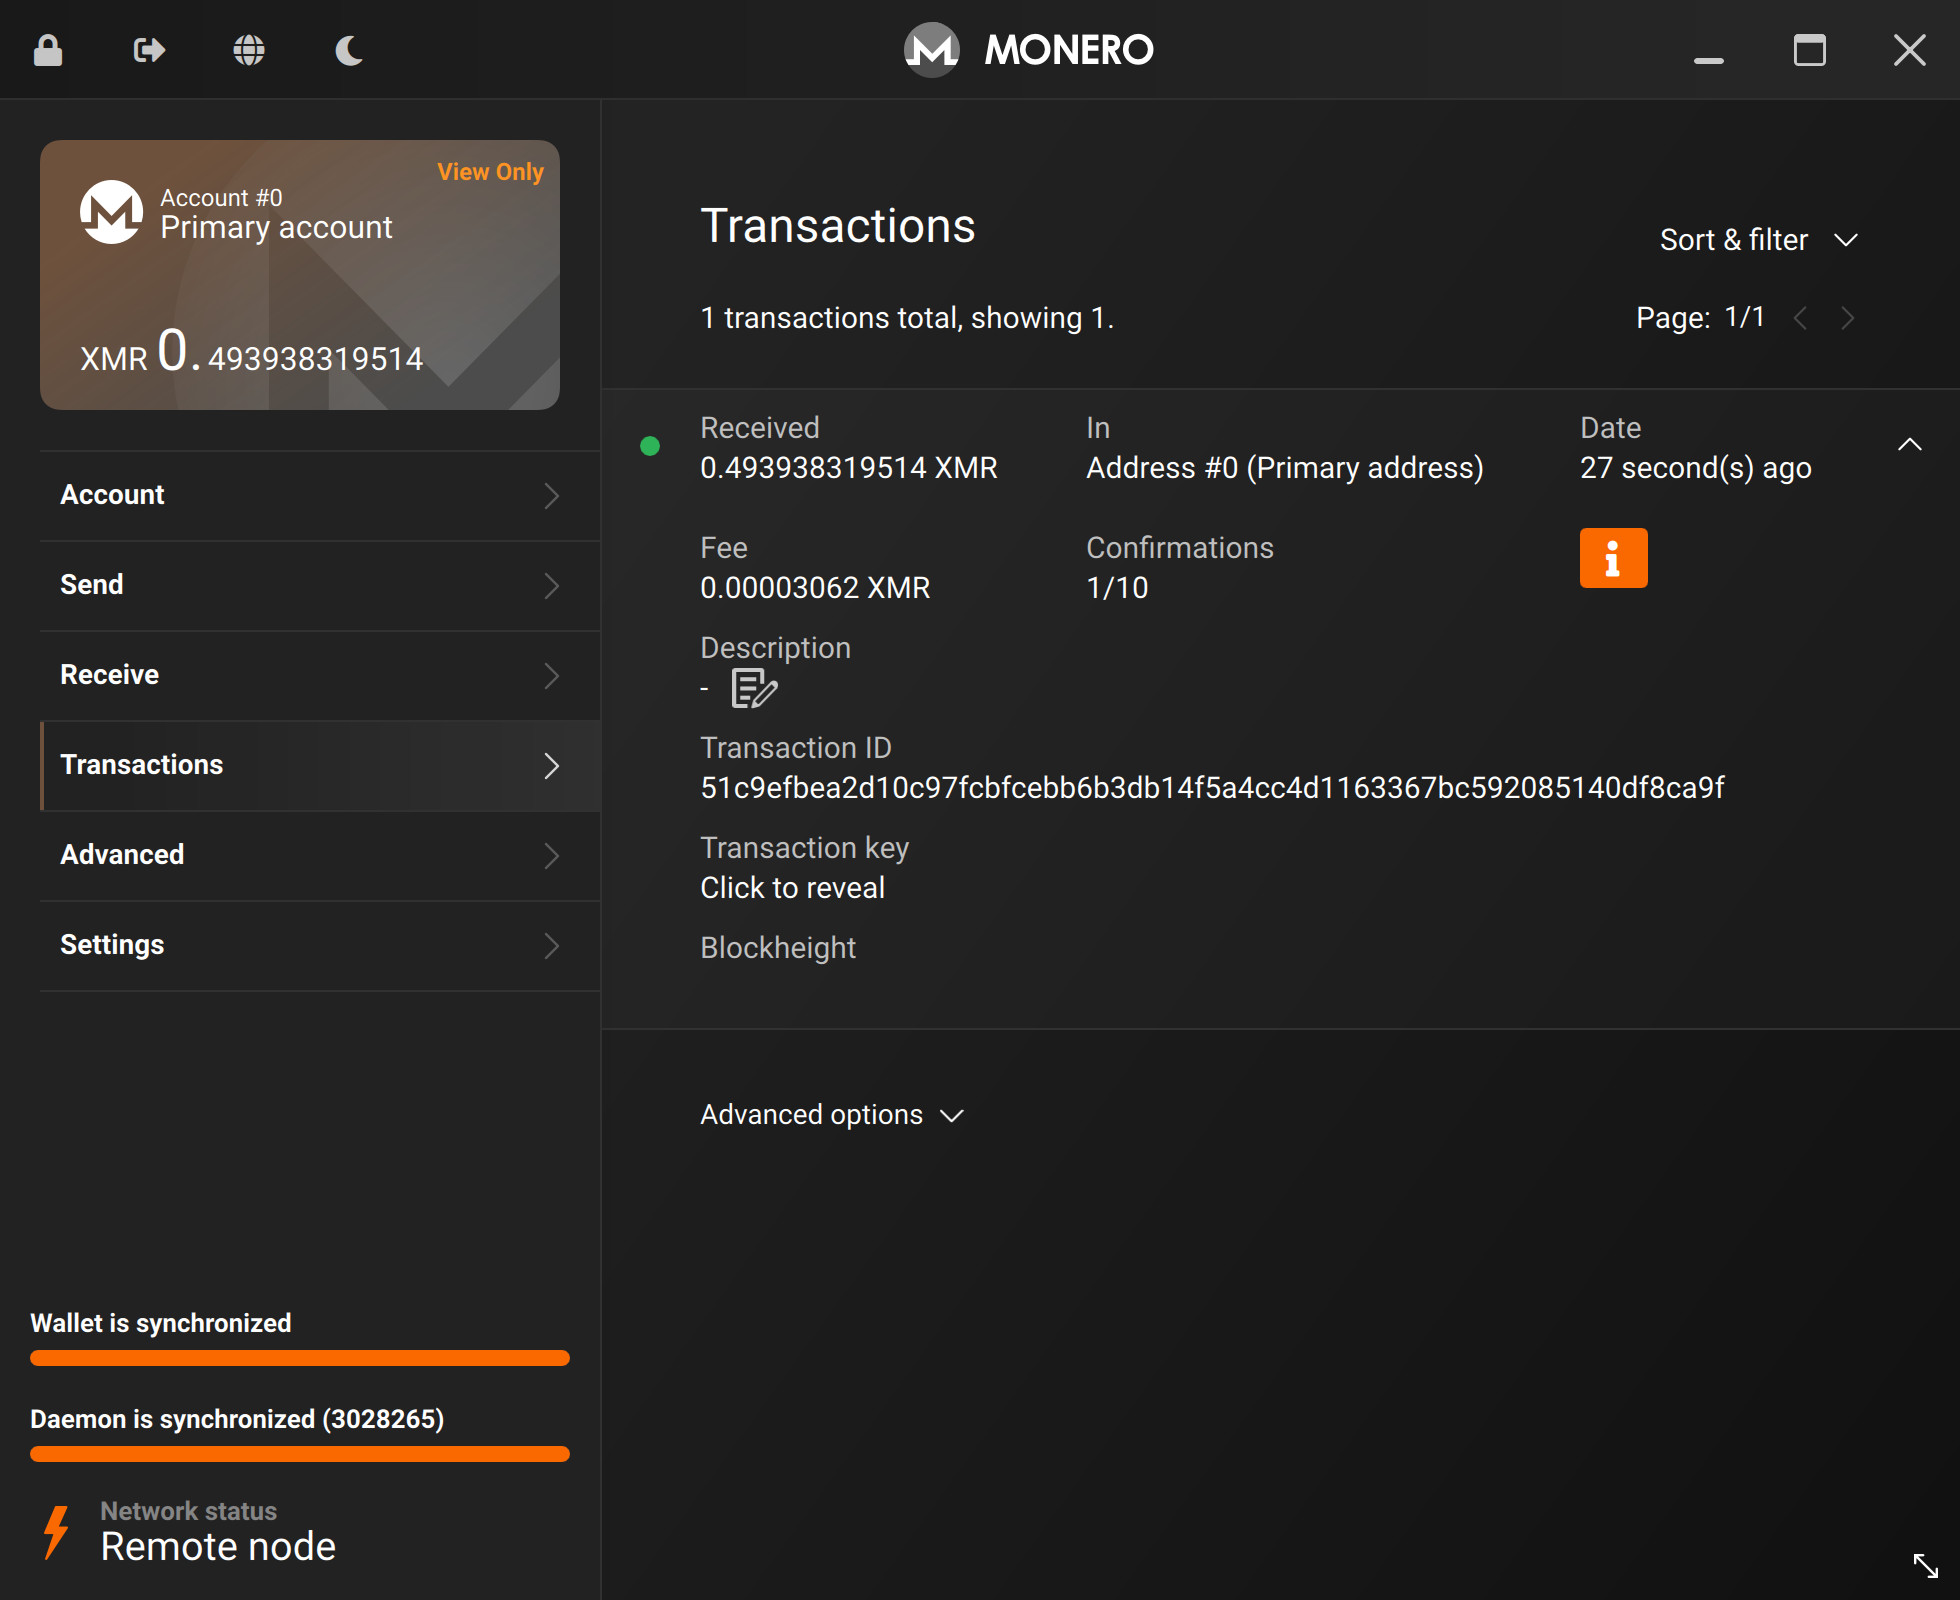 MONERO
View Only
Account #0
Primary account
XMR 0.493938319514
Account
Send
Receive
Transactions
Advanced
Settings
Wallet is synchronized
Daemon is synchronized (3028265)
Network status
Remote node
Transactions
Sort & filter
1 transactions total, showing 1.
Page: 1/1
Received In Date
0.493938319514 XMR Address #0 (Primary address) 27 second(s) ago
Fee Confirmations
0.00003062 XMR 1/10
Description
-
Transaction ID
51c9efbea2d10c97fcbfcebb6b3db14f5a4cc4d1163367bc592085140df8ca9f
Transaction key
Click to reveal
Blockheight
Advanced options